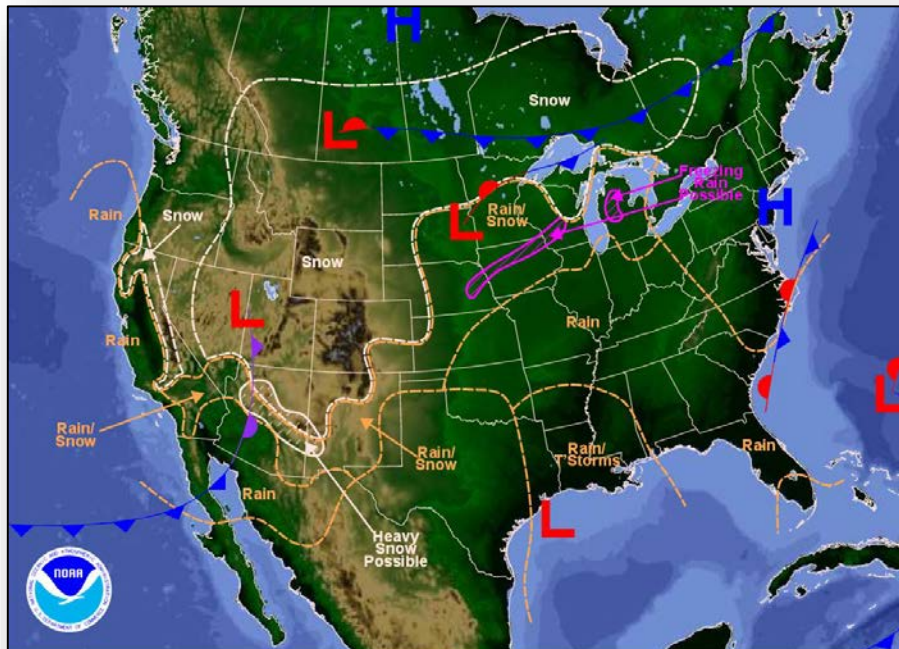 H
Snow
L
Freezing
Rain
Possible
Rain
Snow
Rain/
Snow
L
H
Snow
L
Rain
Rain
L
Rain/
Snow
Rain/
Snow
Rain/
T'Storms
Rain
Rain
L
Heavy
Snow
Possible
NOAA